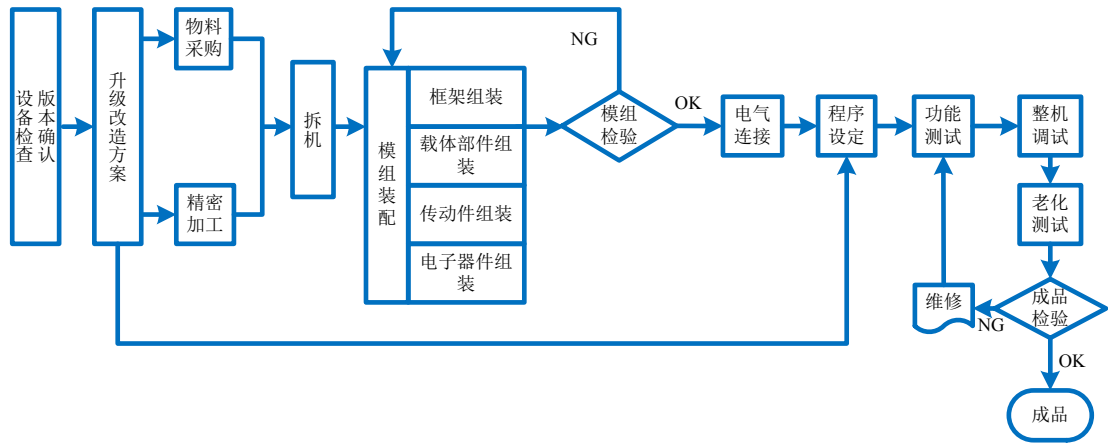 设备检查
版本确认
升级改造方案
物料
采购
精密
加工
拆机
模组装配
框架组装
载体部件组
装
传动件组装
电子器件组
装
NG
模组
检验
OK
电气
连接
程序
设定
功能
测试
整机
调试
老化
测试
成品
检验
NG
维修
OK
成品